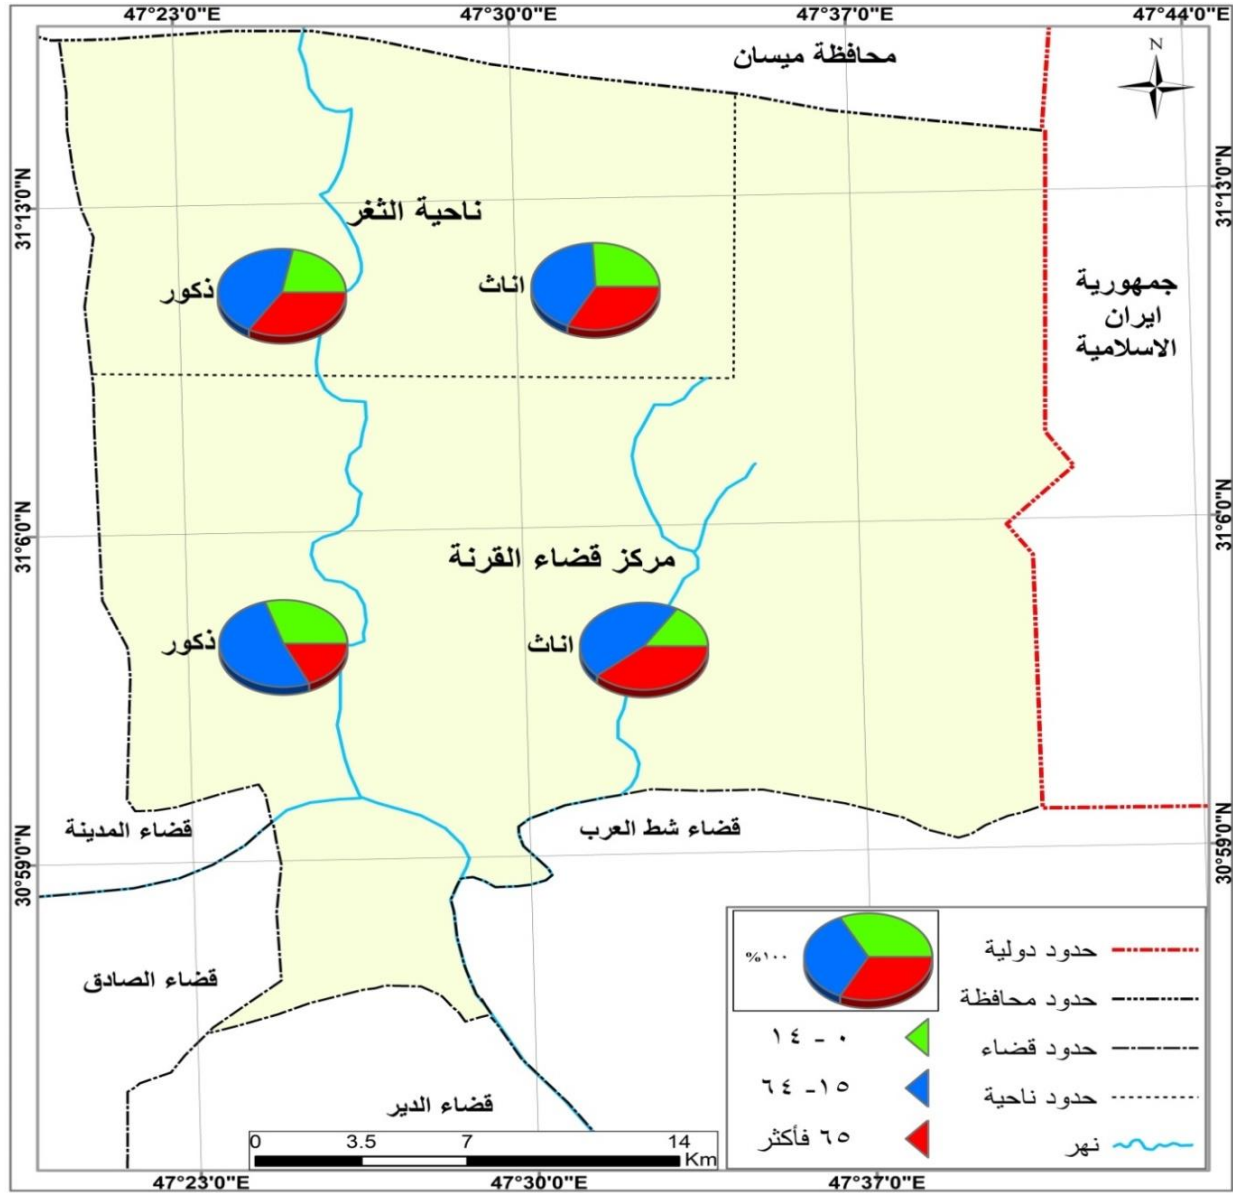 47°23'0"E 47°30'0"E 47°37'0"E 47°44'0"E
محافظة ميسان
N
31°13'0"N 31°13'0"N
ناحية الثغر
ذكور
اناث
جمهورية
ايران
الاسلامية
31°6'0"N 31°6'0"N
مركز قضاء القرنة
ذكور
اناث
قضاء المدينة
قضاء شط العرب
30°59'0"N 30°59'0"N
قضاء الصادق
قضاء الدير
حدود دولية
حدود محافظة
حدود قضاء
حدود ناحية
نهر
%١٠٠
٠ - ١٤
١٥- ٦٤
٦٥ فأكثر
0 3.5 7 14
Km
47°23'0"E 47°30'0"E 47°37'0"E